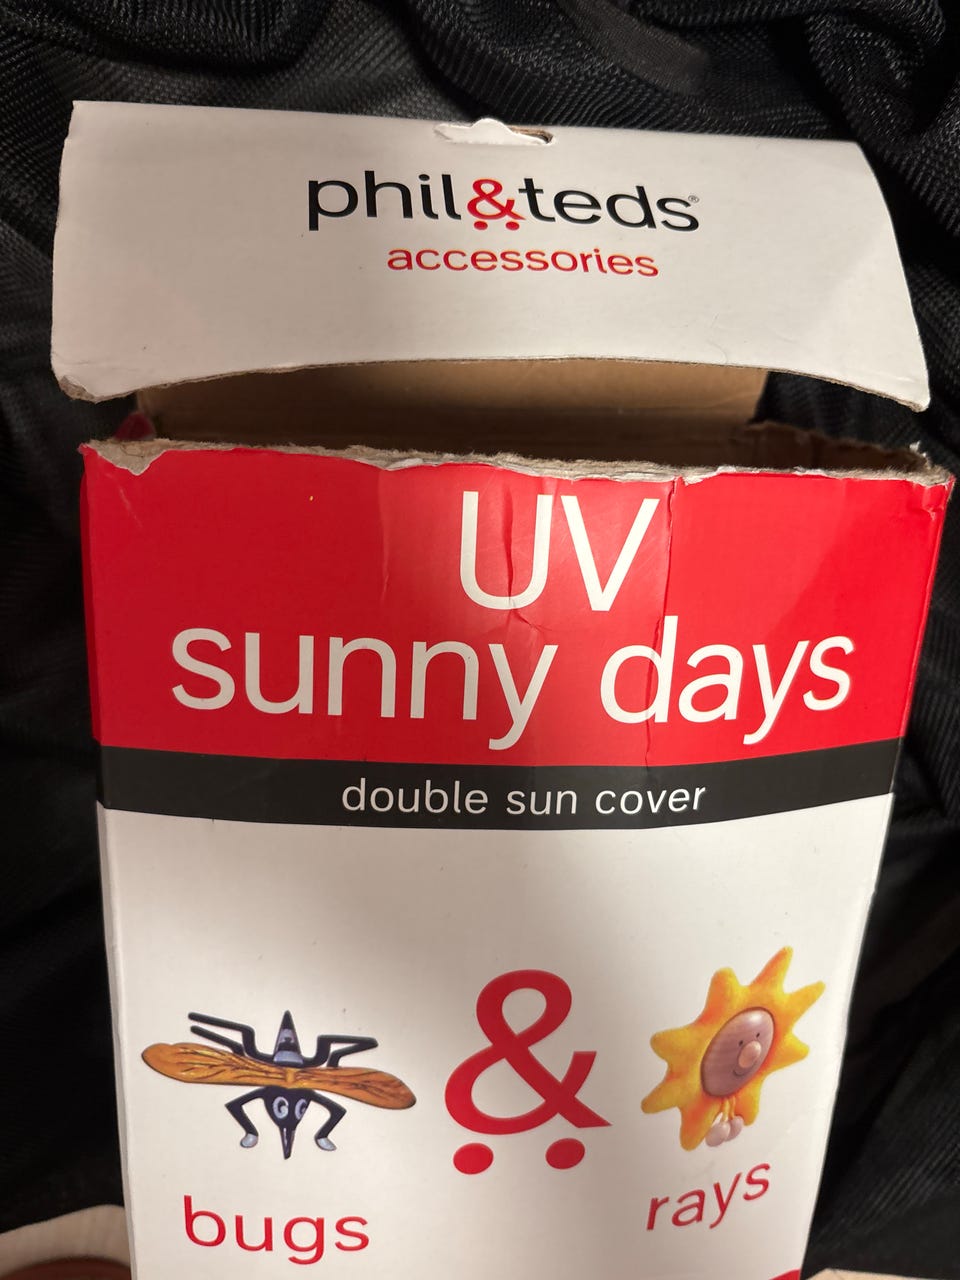 phil&teds®
accessories
UV
sunny days
double sun cover
&
bugs
rays